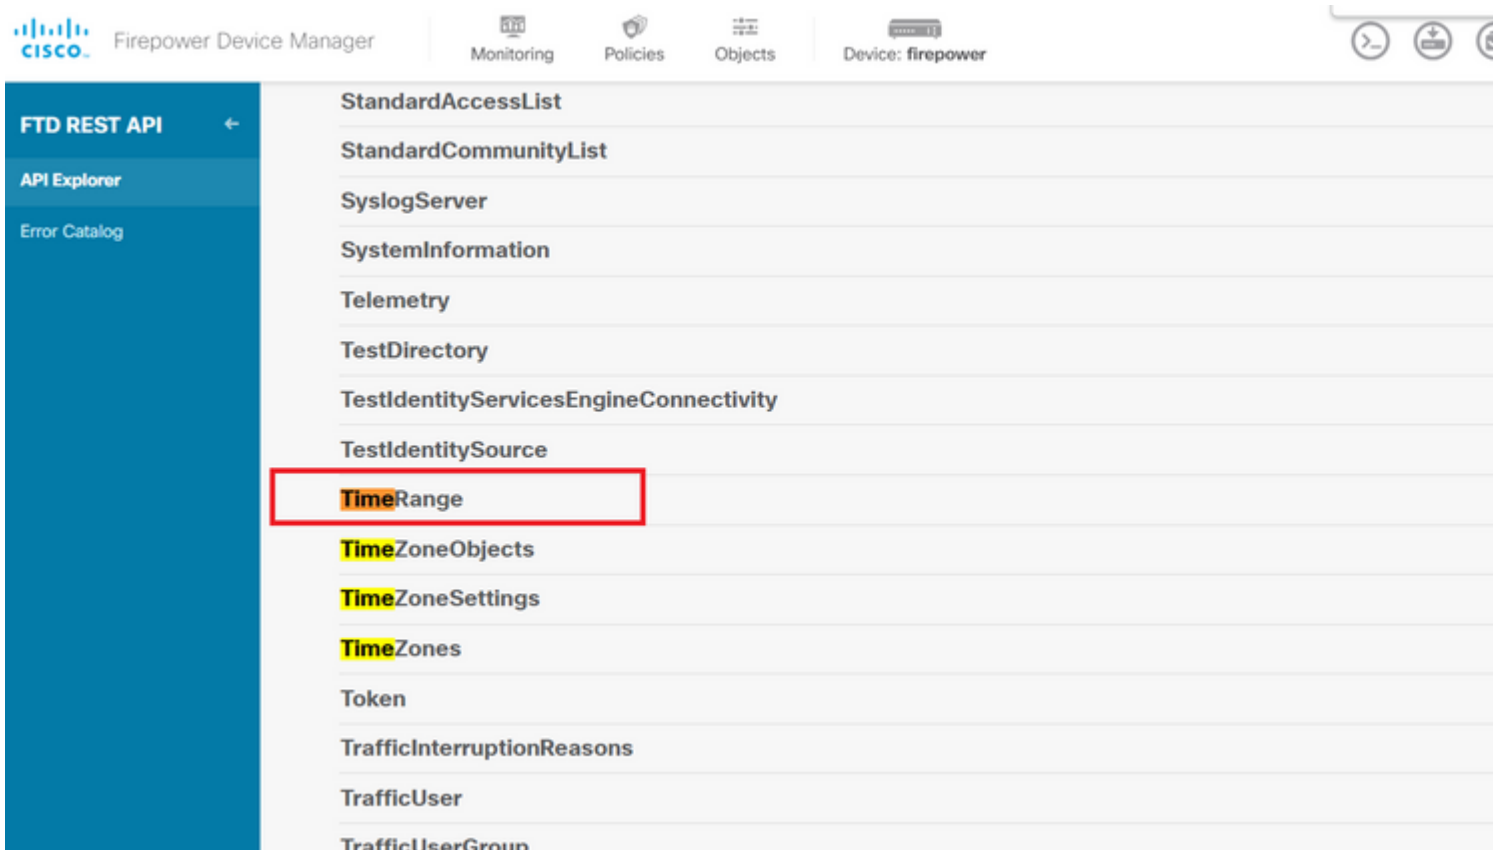 CISCO
Firepower Device Manager
Monitoring
Policies
Objects
Device: firepower
FTD REST API
API Explorer
Error Catalog
StandardAccessList
StandardCommunityList
SyslogServer
SystemInformation
Telemetry
TestDirectory
TestIdentityServicesEngineConnectivity
TestIdentitySource
TimeRange
TimeZoneObjects
TimeZoneSettings
TimeZones
Token
TrafficInterruptionReasons
TrafficUser
TrafficUserGroup